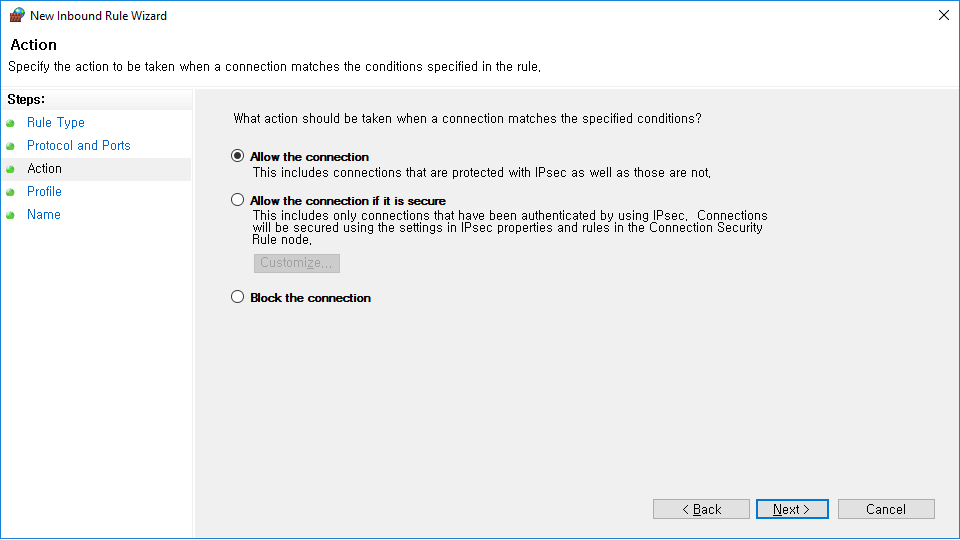 New Inbound Rule Wizard
Action
Specify the action to be taken when a connection matches the conditions specified in the rule.
Steps:
Rule Type
Protocol and Ports
Action
Profile
Name
What action should be taken when a connection matches the specified conditions?
Allow the connection
This includes connections that are protected with IPsec as well as those are not.
Allow the connection if it is secure
This includes only connections that have been authenticated by using IPsec. Connections
will be secured using the settings in IPsec properties and rules in the Connection Security
Rule node.
Customize...
Block the connection
< Back
Next >
Cancel